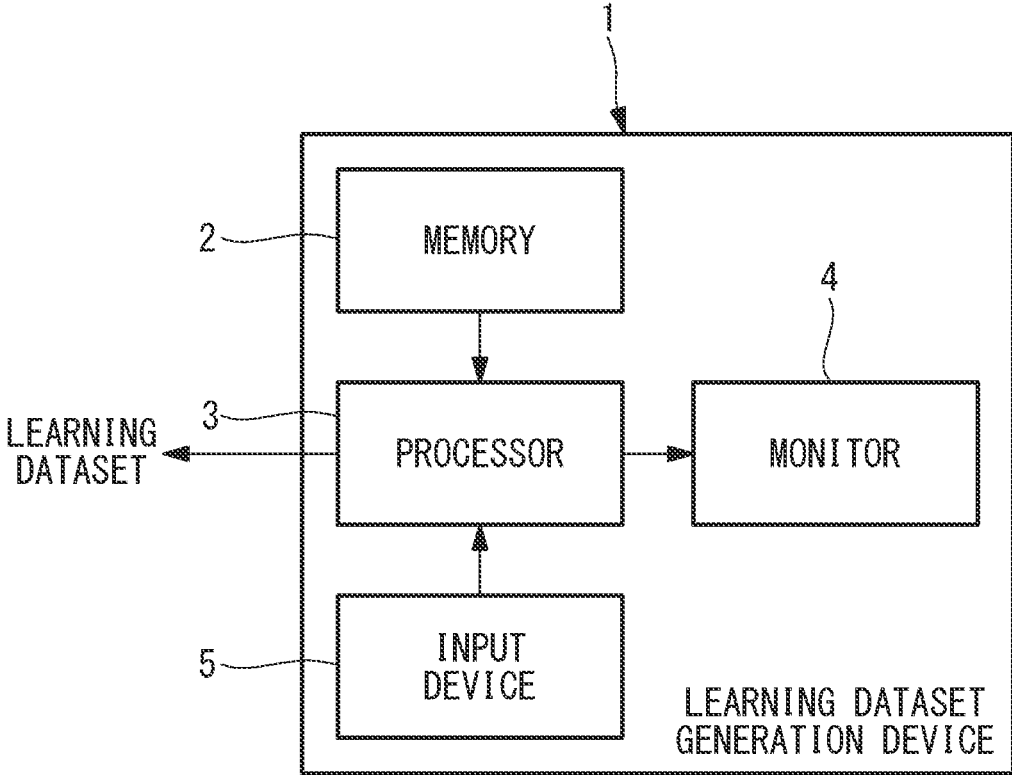 1
2
MEMORY
4
3
LEARNING
DATASET
PROCESSOR
MONITOR
5
INPUT
DEVICE
LEARNING DATASET
GENERATION DEVICE